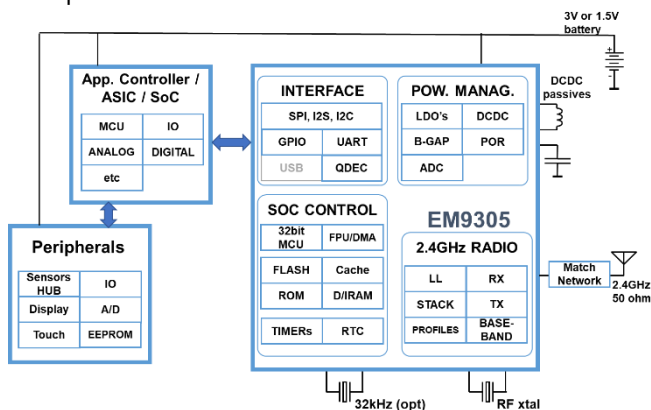 3V or 1.5V
battery
App. Controller /
ASIC / SoC
MCU
IO
ANALOG
DIGITAL
etc
Peripherals
Sensors
HUB
IO
Display
A/D
Touch
EEPROM
INTERFACE
SPI, I2S, I2C
GPIO
UART
USB
QDEC
POW. MANAG.
LDO's
DCDC
B-GAP
POR
ADC
DCDC
passives
SOC CONTROL
32bit
MCU
FPU/DMA
FLASH
Cache
ROM
D/IRAM
TIMERs
RTC
EM9305
2.4GHz RADIO
LL
RX
STACK
TX
PROFILES
BASE-
BAND
Match
Network
2.4GHz
50 ohm
32kHz (opt)
RF xtal